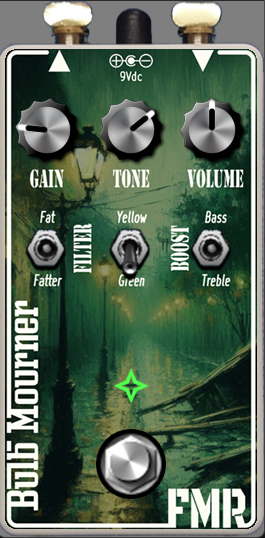 9Vdc
GAIN TONE VOLUME
Fat Yellow Bass
FILTER BOOST
Fatter Green Treble
Bulb Mourner
FMR